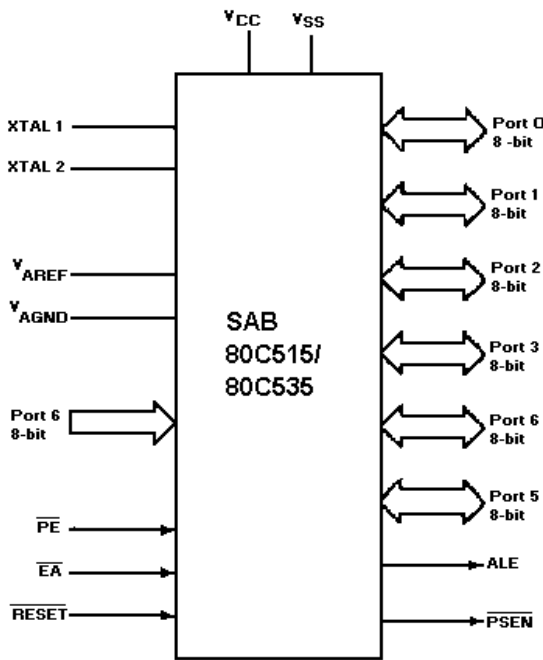 VCC
VSS
XTAL 1
XTAL 2
VAREF
VAGND
Port 6
8-bit
PE
EA
RESET
SAB
80C515/
80C535
Port 0
8 -bit
Port 1
8-bit
Port 2
8-bit
Port 3
8-bit
Port 6
8-bit
Port 5
8-bit
ALE
PSEN